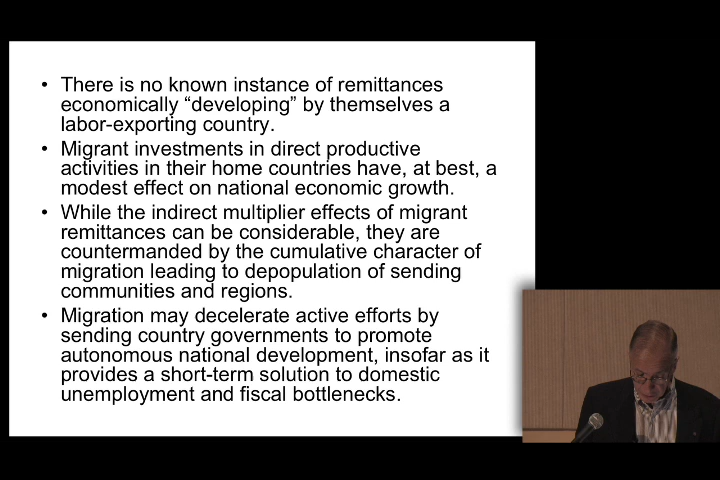 • There is no known instance of remittances
economically “developing” by themselves a
labor-exporting country.
• Migrant investments in direct productive
activities in their home countries have, at best, a
modest effect on national economic growth.
• While the indirect multiplier effects of migrant
remittances can be considerable, they are
countermanded by the cumulative character of
migration leading to depopulation of sending
communities and regions.
• Migration may decelerate active efforts by
sending country governments to promote
autonomous national development, insofar as it
provides a short-term solution to domestic
unemployment and fiscal bottlenecks.